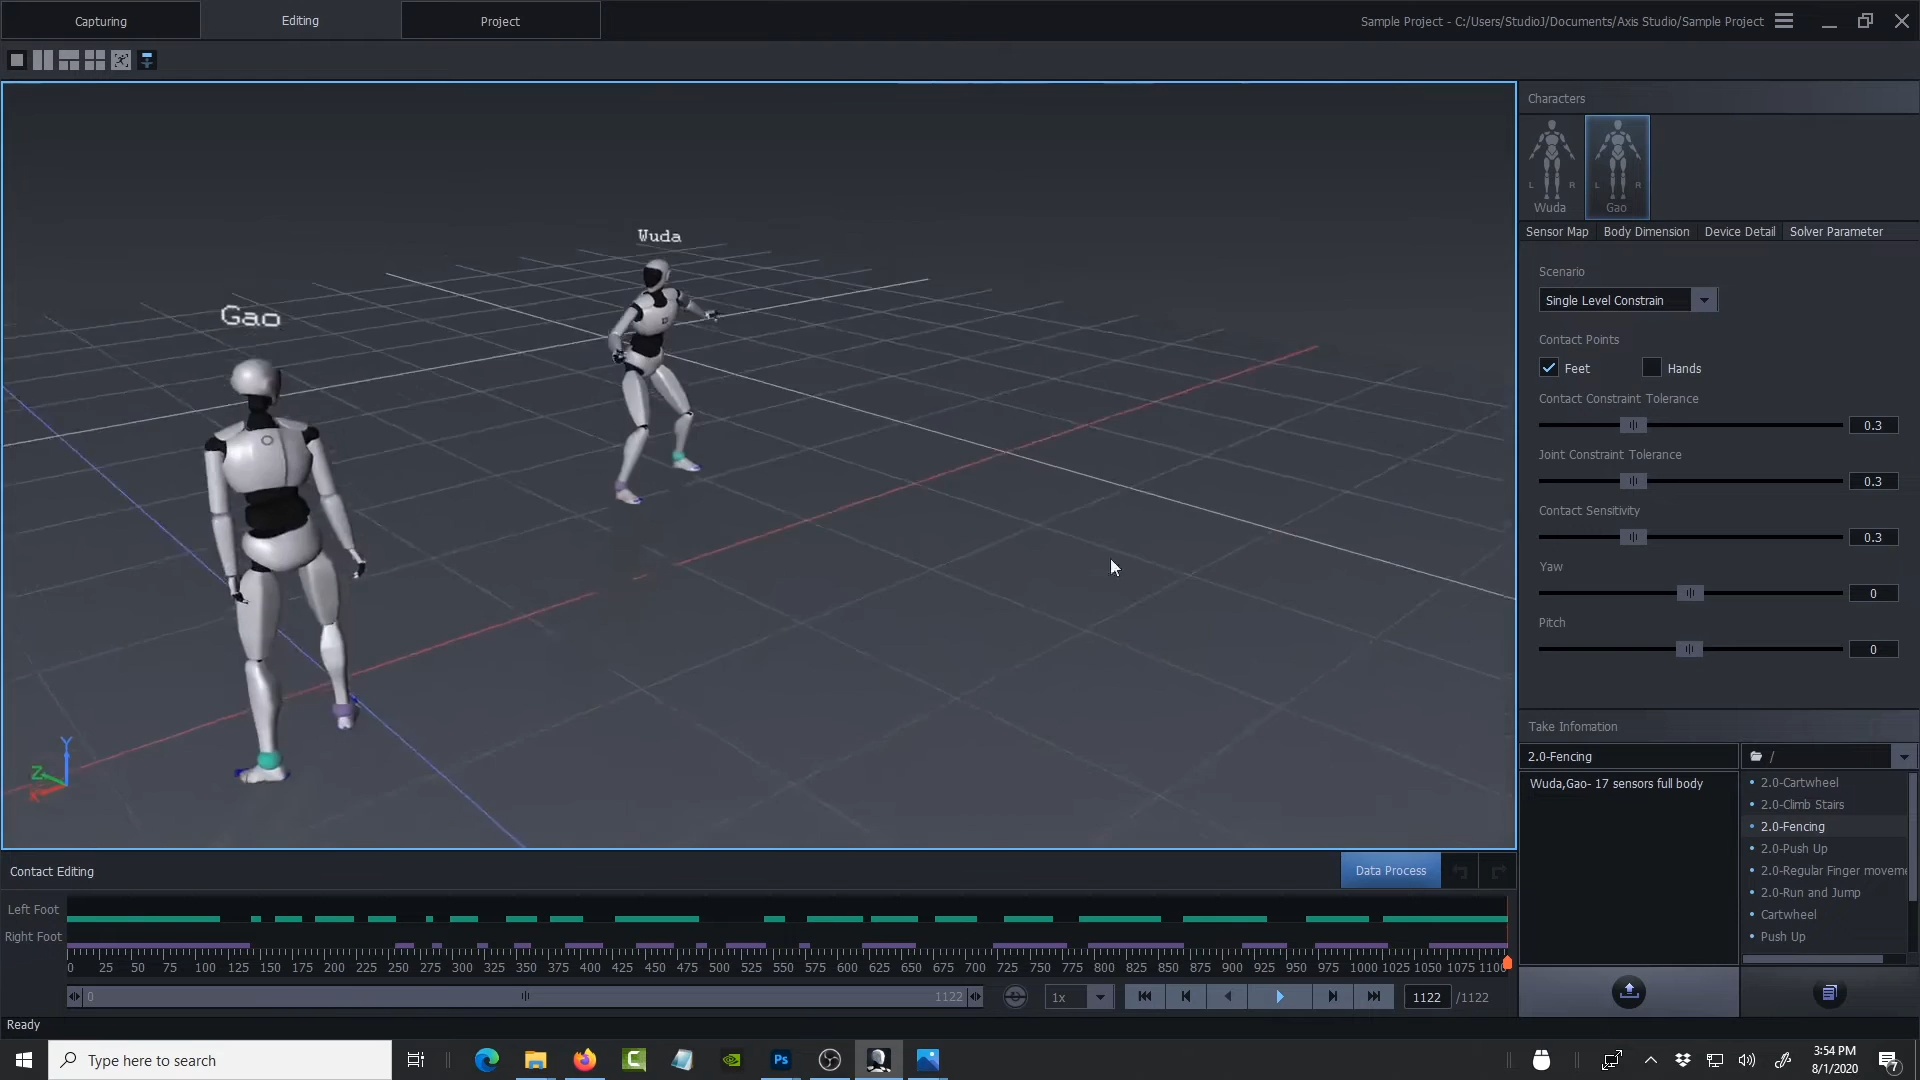 Capturing
Editing
Project
Sample Project - C:/Users/StudioJ/Documents/Axis Studio/Sample Project
Characters
L R
Wuda
L R
Gao
Sensor Map
Body Dimension
Device Detail
Solver Parameter
Scenario
Single Level Constrain
Contact Points
Feet
Hands
Contact Constraint Tolerance
0.3
Joint Constraint Tolerance
0.3
Contact Sensitivity
0.3
Yaw
0
Pitch
0
Wuda
Gao
Y
Z
X
Take Infomation
2.0-Fencing
/
Wuda,Gao- 17 sensors full body
2.0-Cartwheel
2.0-Climb Stairs
2.0-Fencing
2.0-Push Up
2.0-Regular Finger moveme
2.0-Run and Jump
Cartwheel
Push Up
Contact Editing
Data Process
Left Foot
Right Foot
0 25 50 75 100 125 150 175 200 225 250 275 300 325 350 375 400 425 450 475 500 525 550 575 600 625 650 675 700 725 750 775 800 825 850 875 900 925 950 975 1000 1025 1050 1075 1100
0
1122
1x
1122 /1122
Ready
Type here to search
Ps
3:54 PM
8/1/2020
7